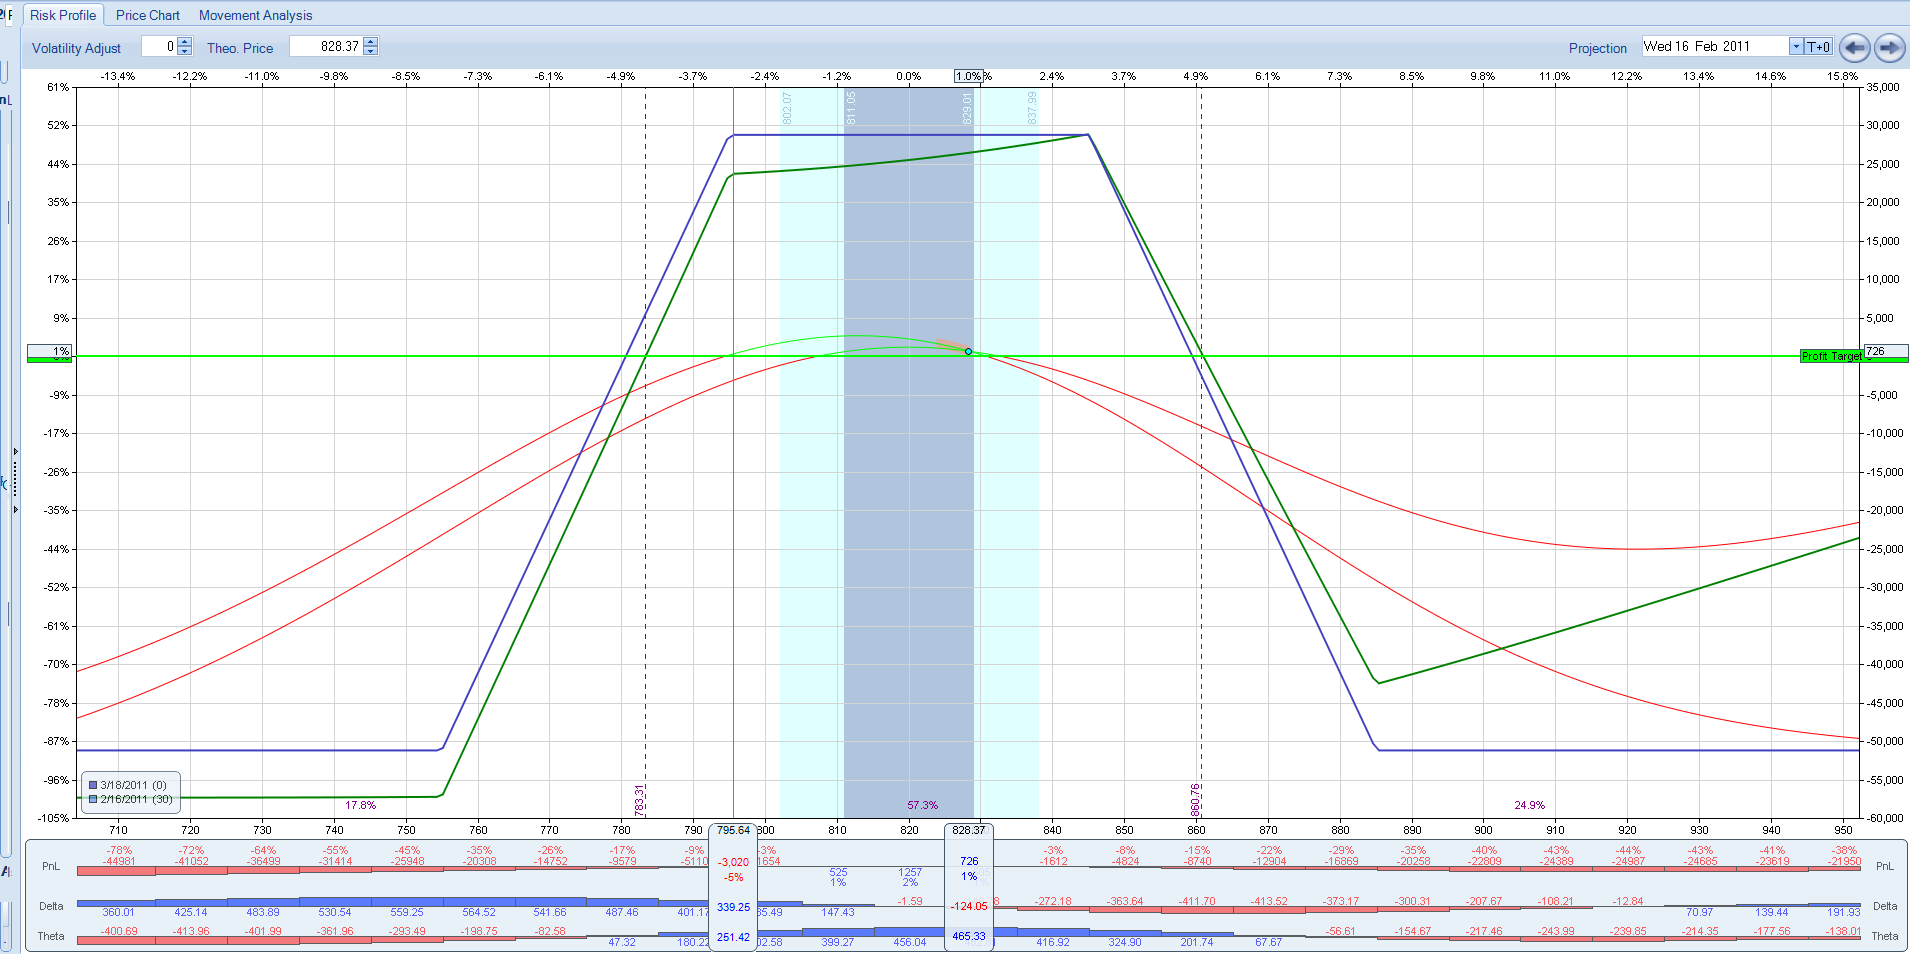 Risk Profile Price Chart Movement Analysis
Volatility Adjust 0 Theo. Price 828.37 Projection Wed 16 Feb 2011 T+0
-13.4% -12.2% -11.0% -9.8% -8.5% -7.3% -6.1% -4.9% -3.7% -2.4% -1.2% 0.0% 1.0% 2.4% 3.7% 4.9% 6.1% 7.3% 8.5% 9.8% 11.0% 12.2% 13.4% 14.6% 15.8%
61% 35,000
802.07 811.05 829.01 837.99
52% 30,000
44% 25,000
35% 20,000
26% 15,000
17% 10,000
9% 5,000
1% Profit Target 726
-9% -5,000
-17% -10,000
-26% -15,000
-35% -20,000
-44% -25,000
-52% -30,000
-61% -35,000
-70% -40,000
-78% -45,000
-87% -50,000
-96% -55,000
3/18/2011 (0)
2/16/2011 (30)
783.31 860.76
17.8% 57.3% 24.9%
-105% -60,000
710 720 730 740 750 760 770 780 790 795.64 800 810 820 828.37 840 850 860 870 880 890 900 910 920 930 940 950
-78% -72% -64% -55% -45% -35% -26% -17% -9% -3% -3% -8% -15% -22% -29% -35% -40% -43% -44% -43% -41% -38%
PnL -44981 -41052 -36499 -31414 -25948 -20308 -14752 -9579 -5110 -3,020 1654 726 -1612 -4824 -8740 -12904 -16869 -20258 -22809 -24389 -24987 -24685 -23619 -21950 PnL
525 1257
-5% 1% 2% 1%
Delta 360.01 425.14 483.89 530.54 559.25 564.52 541.66 487.46 401.17 339.25 35.49 147.43 -1.59 -124.05 -272.18 -363.64 -411.70 -413.52 -373.17 -300.31 -207.67 -108.21 -12.84 70.97 139.44 191.93 Delta
Theta -400.69 -413.96 -401.99 -361.96 -293.49 -198.75 -82.58 47.32 180.22 251.42 02.58 399.27 456.04 465.33 416.92 324.90 201.74 67.67 -56.61 -154.67 -217.46 -243.99 -239.85 -214.35 -177.56 -138.01 Theta